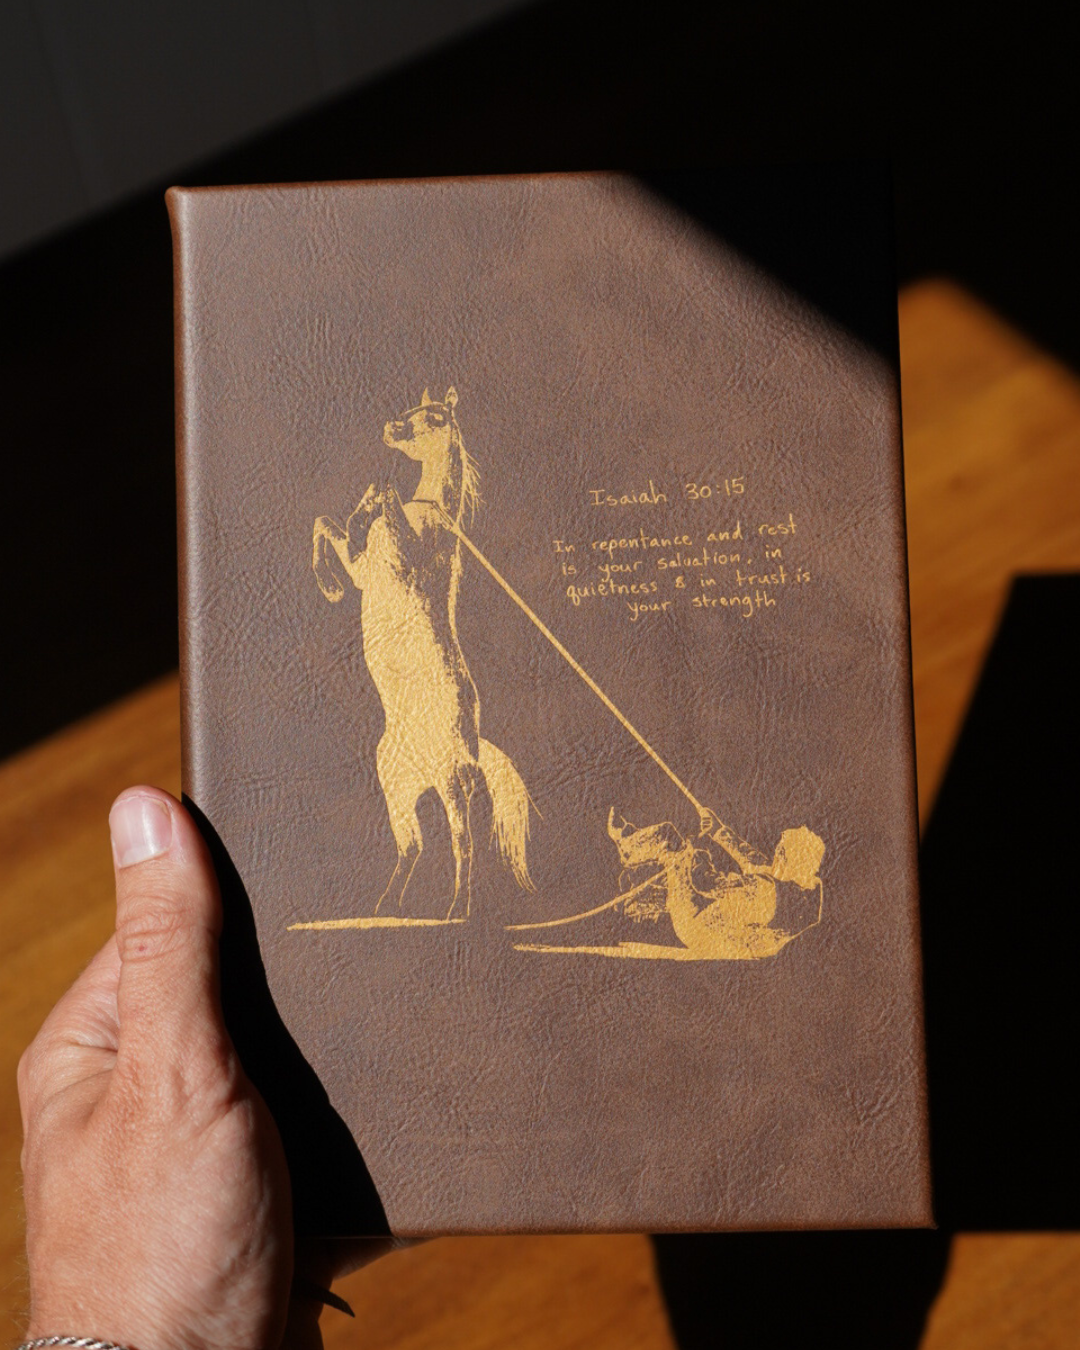 Isaiah 30:15
In repentance and rest
is your salvation, in
quietness & in trust is
your strength